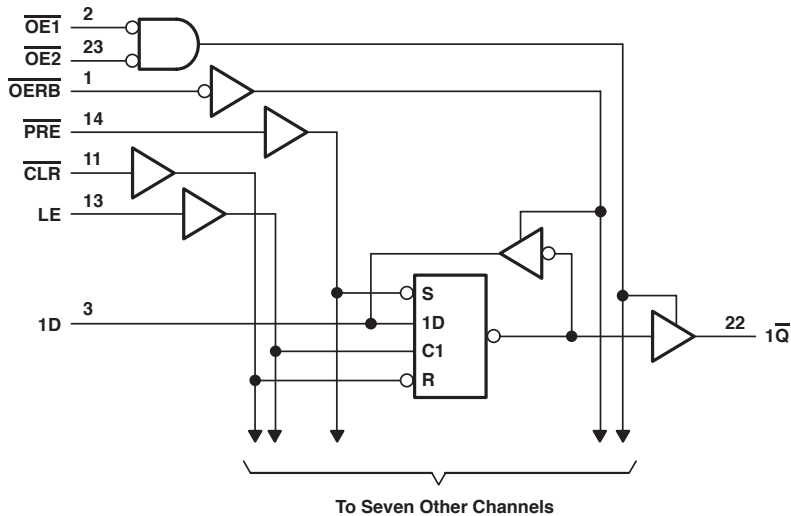 OE1 2
OE2 23
OERB 1
PRE 14
CLR 11
LE 13
S
1D 3 1D
22 1Q
C1
R
To Seven Other Channels